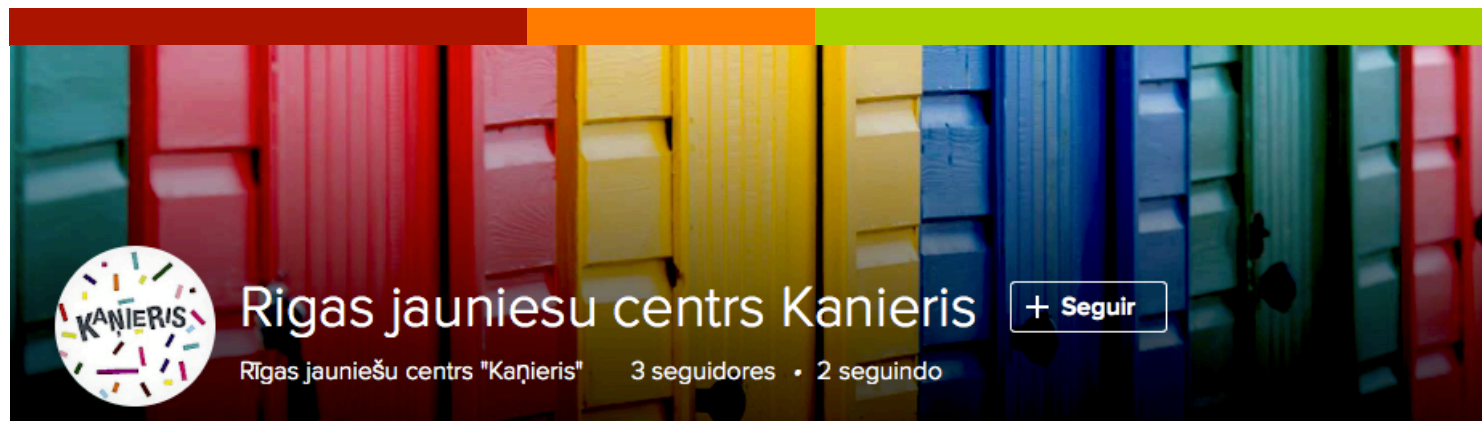 KAŅIERIS
Rigas jauniesu centrs Kanieris
+ Seguir
Rīgas jauniešu centrs "Kaņieris"
3 seguidores • 2 seguindo